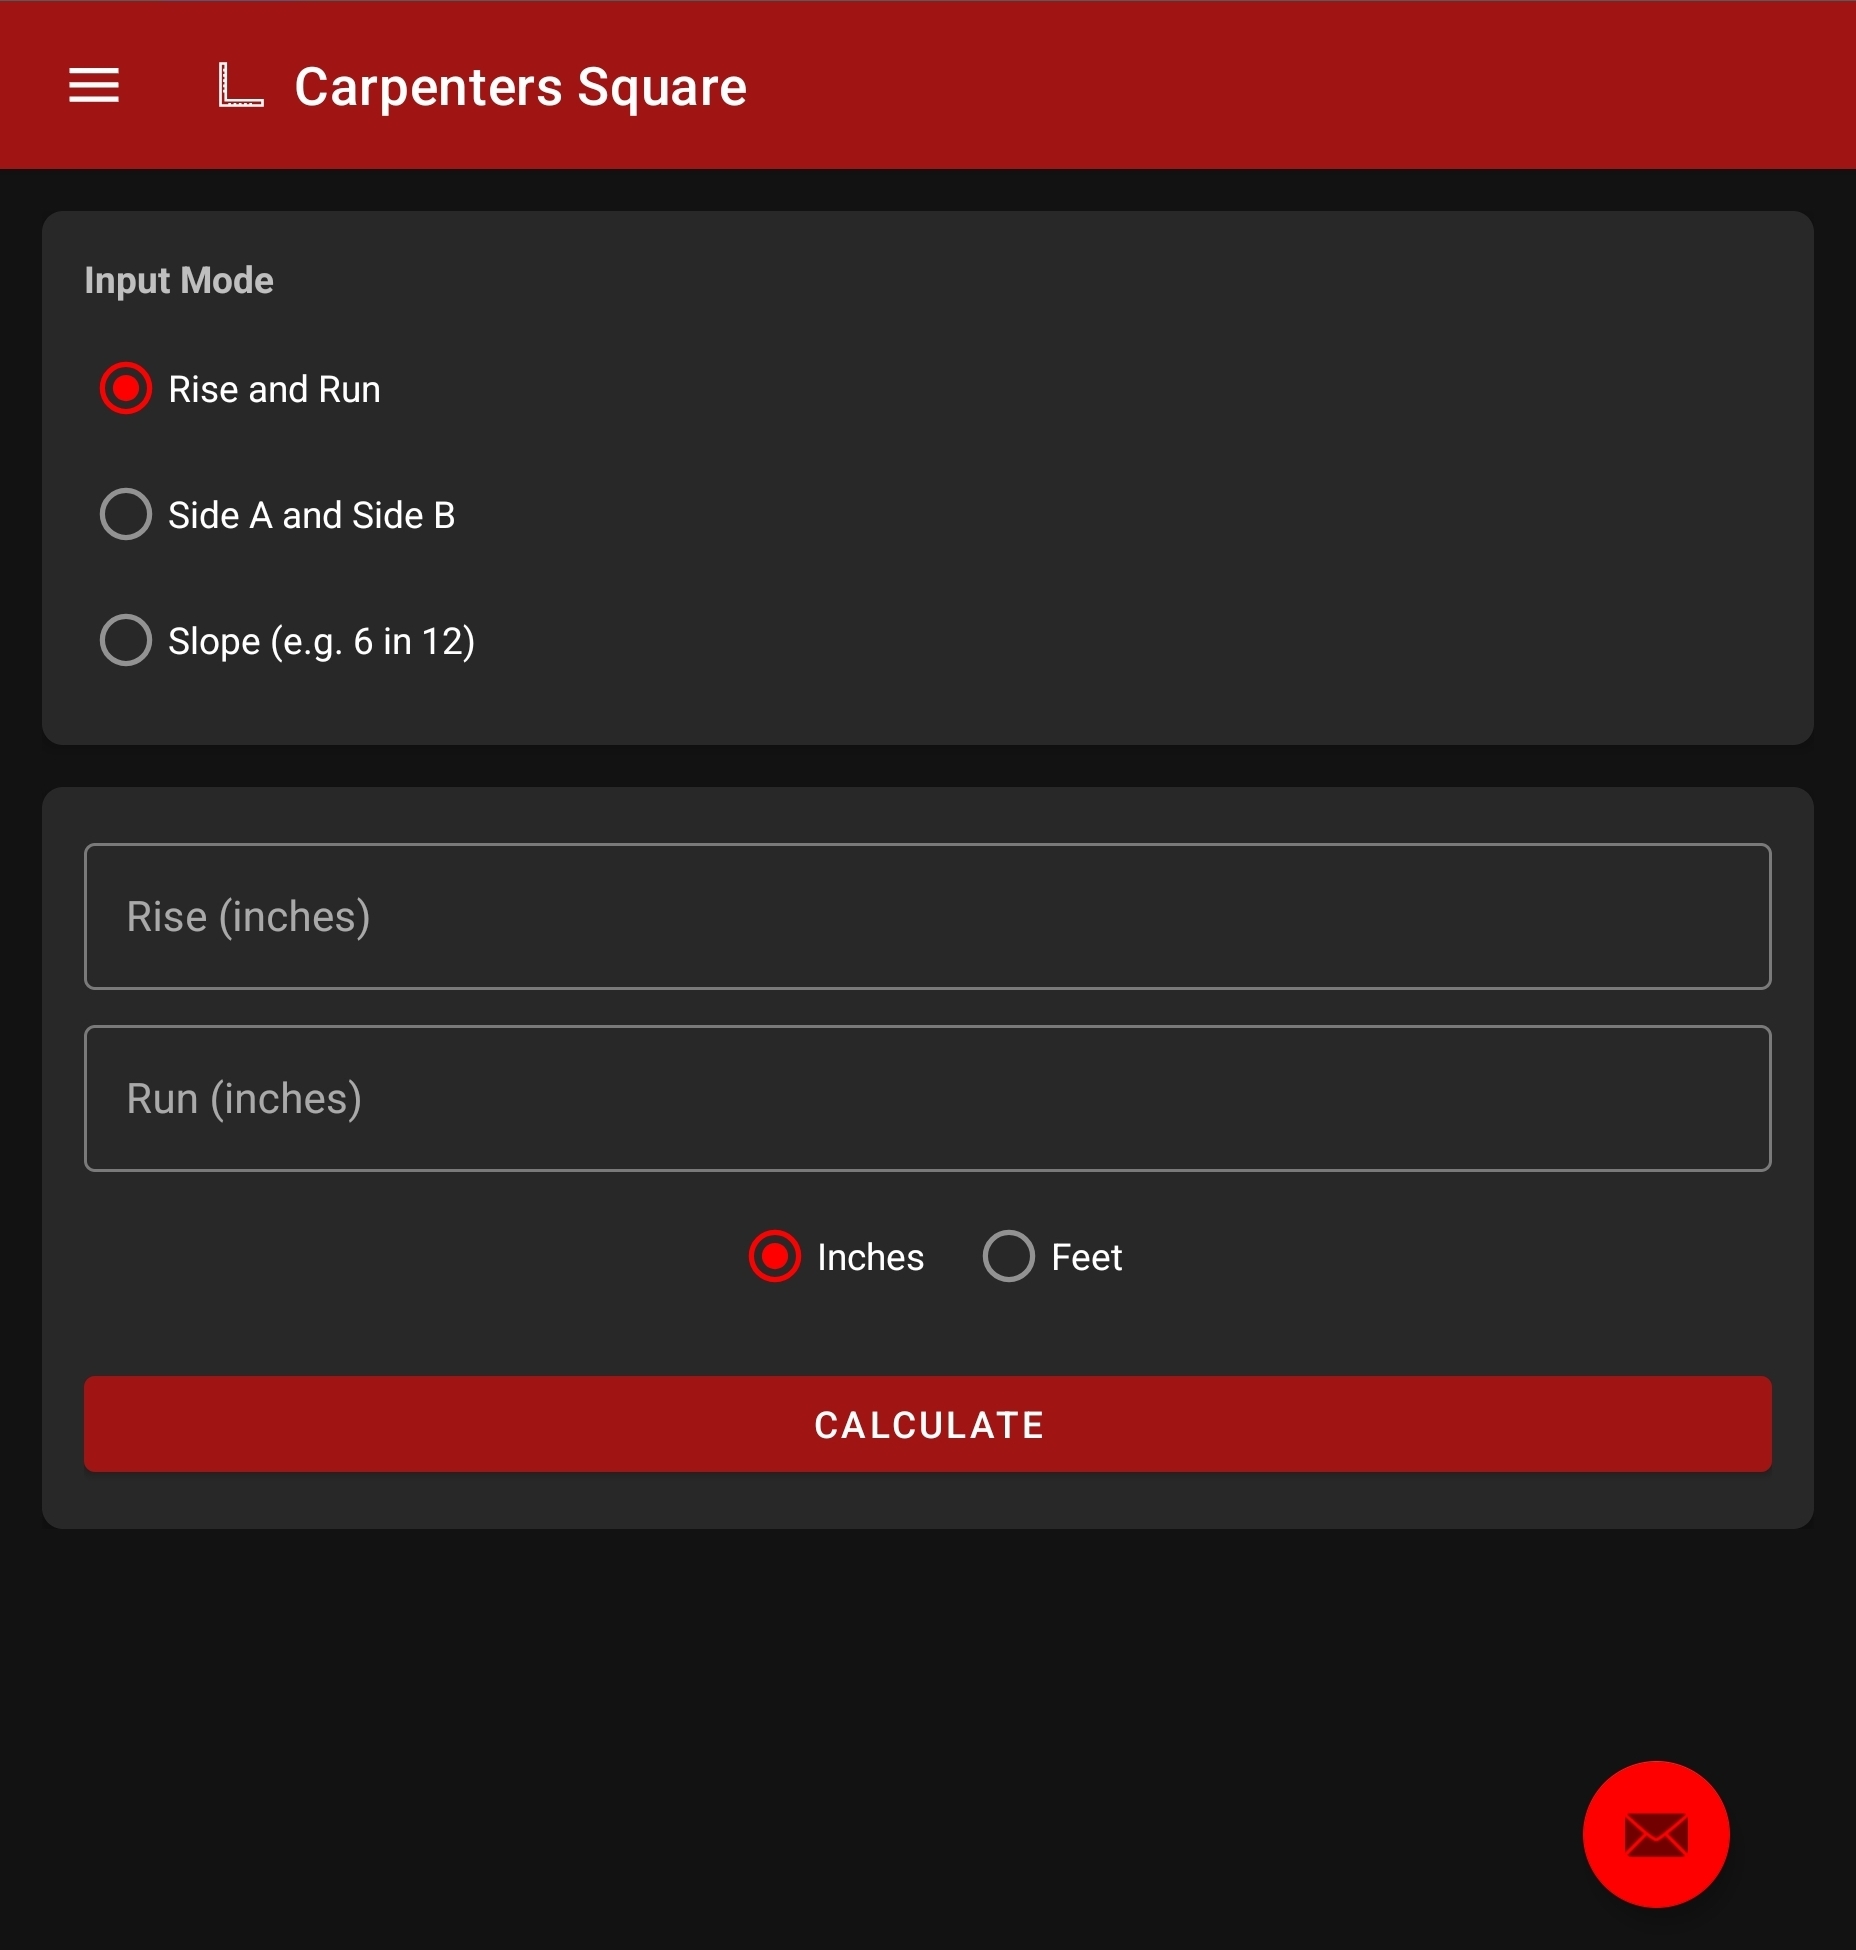 Carpenters Square
Input Mode
Rise and Run
Side A and Side B
Slope (e.g. 6 in 12)
Rise (inches)
Run (inches)
Inches Feet
CALCULATE